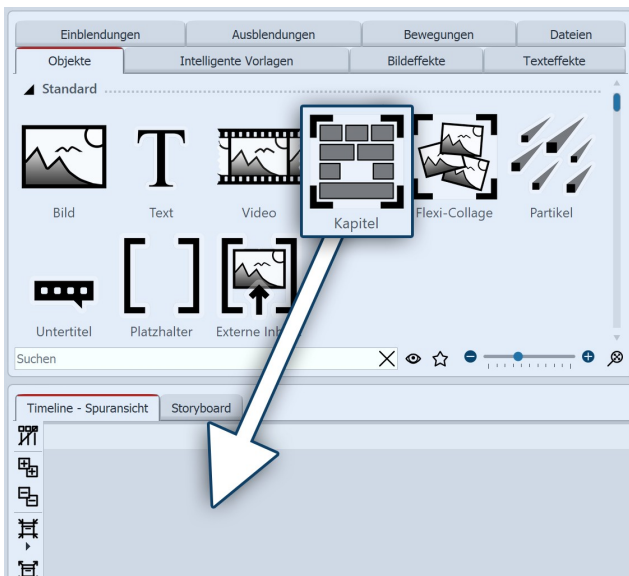 Einblendungen Ausblendungen Bewegungen Dateien
Objekte Intelligente Vorlagen Bildeffekte Texteffekte
Standard
Bild Text Video Kapitel Flexi-Collage Partikel
Untertitel Platzhalter Externe
Suchen
Timeline - Spuransicht Storyboard